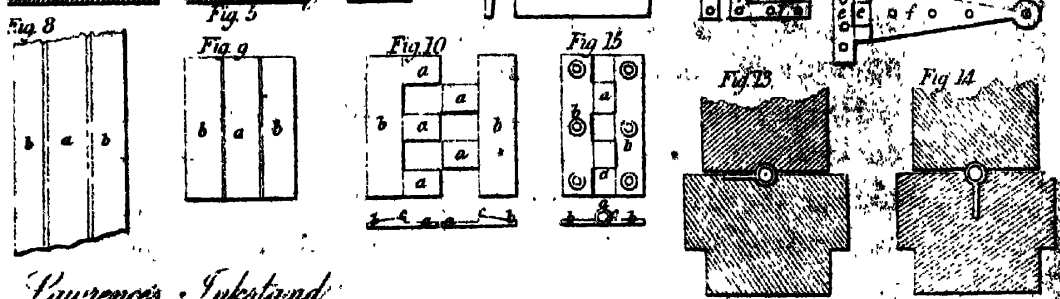 Fig. 5
Fig. 8
Fig. 9
Fig. 10
Fig. 15
Fig. 13
Fig. 14
b a b
b a b
b a a a a a b
a b b a
b c a a c b
a
b b
e e f
a
Lawrence's Inkstand